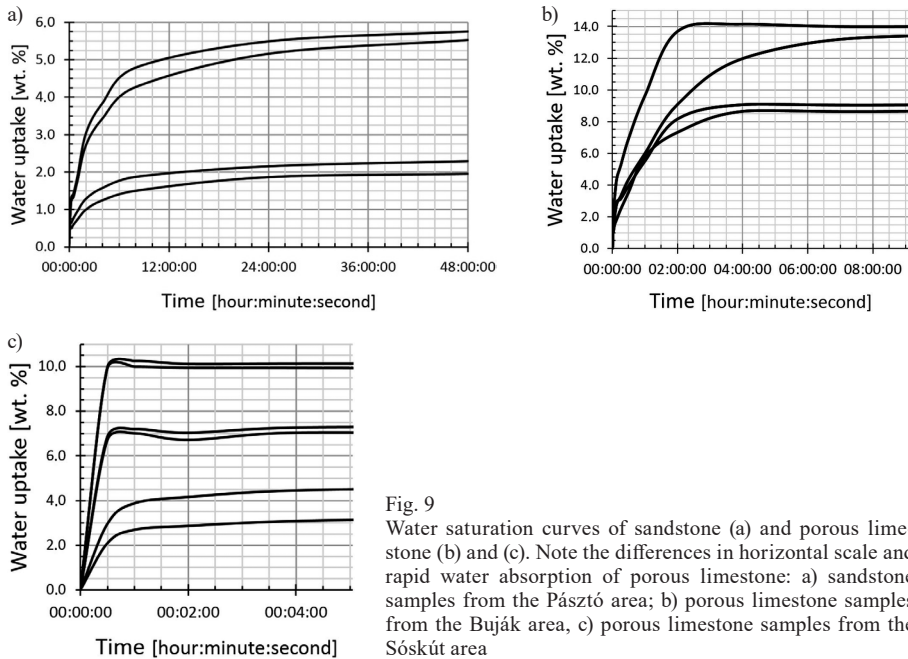 a)
6.0
5.0
4.0
3.0
2.0
1.0
0.0
Water uptake [wt. %]
00:00:00 12:00:00 24:00:00 36:00:00 48:00:00
Time [hour:minute:second]
b)
14.0
12.0
10.0
8.0
6.0
4.0
2.0
0.0
Water uptake [wt. %]
00:00:00 02:00:00 04:00:00 06:00:00 08:00:00
Time [hour:minute:second]
c)
10.0
8.0
6.0
4.0
2.0
0.0
Water uptake [wt. %]
00:00:00 00:02:00 00:04:00
Time [hour:minute:second]
Fig. 9
Water saturation curves of sandstone (a) and porous lime
stone (b) and (c). Note the differences in horizontal scale and
rapid water absorption of porous limestone: a) sandstone
samples from the Pásztó area; b) porous limestone samples
from the Buják area, c) porous limestone samples from the
Sóskút area